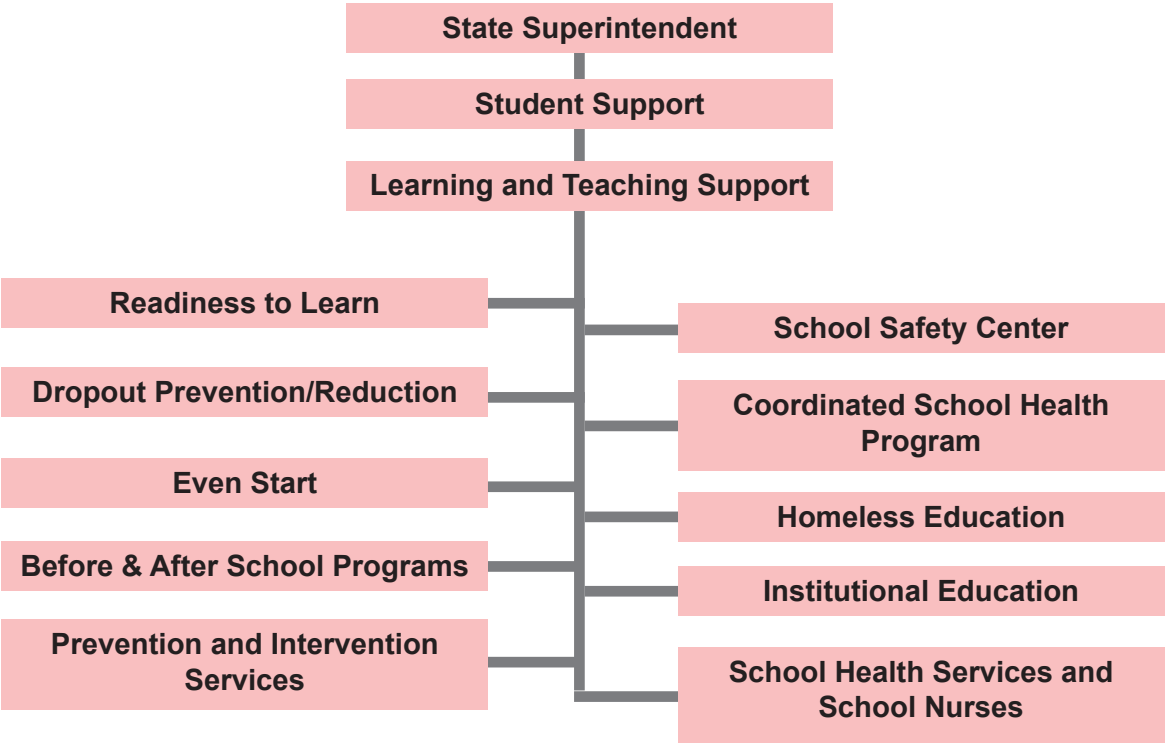 State Superintendent
Student Support
Learning and Teaching Support
Readiness to Learn
School Safety Center
Dropout Prevention/Reduction
Coordinated School Health
Program
Even Start
Homeless Education
Before & After School Programs
Institutional Education
Prevention and Intervention
Services
School Health Services and
School Nurses